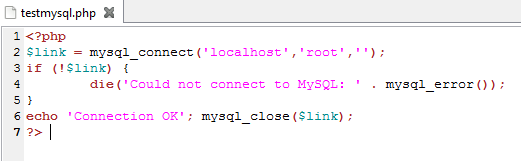 testmysql.php
1 <?php
2 $link = mysql_connect('localhost','root','');
3 if (!$link) {
4         die('Could not connect to MySQL: ' . mysql_error());
5 }
6 echo 'Connection OK'; mysql_close($link);
7 ?>